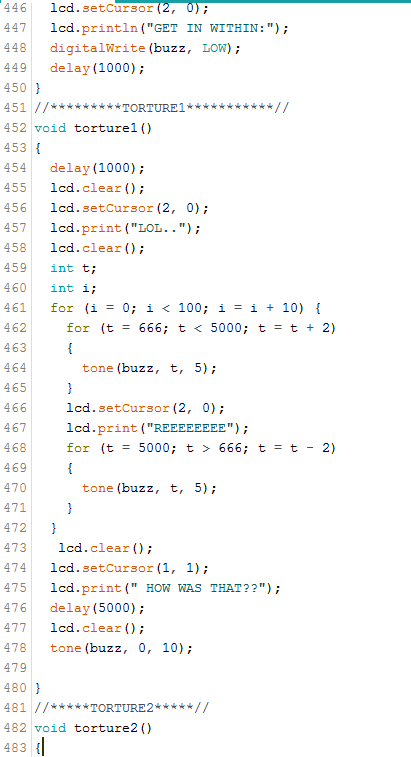 446 lcd.setCursor(2, 0);
447 lcd.println("GET IN WITHIN:");
448 digitalWrite(buzz, LOW);
449 delay(1000);
450 }
451 //*********TORTURE1***********//
452 void torture1()
453 {
454 delay(1000);
455 lcd.clear();
456 lcd.setCursor(2, 0);
457 lcd.print("LOL..");
458 lcd.clear();
459 int t;
460 int i;
461 for (i = 0; i < 100; i = i + 10) {
462 for (t = 666; t < 5000; t = t + 2)
463 {
464 tone(buzz, t, 5);
465 }
466 lcd.setCursor(2, 0);
467 lcd.print("REEEEEEEE");
468 for (t = 5000; t > 666; t = t - 2)
469 {
470 tone(buzz, t, 5);
471 }
472 }
473 lcd.clear();
474 lcd.setCursor(1, 1);
475 lcd.print(" HOW WAS THAT??");
476 delay(5000);
477 lcd.clear();
478 tone(buzz, 0, 10);
479
480 }
481 //*****TORTURE2*****//
482 void torture2()
483 {